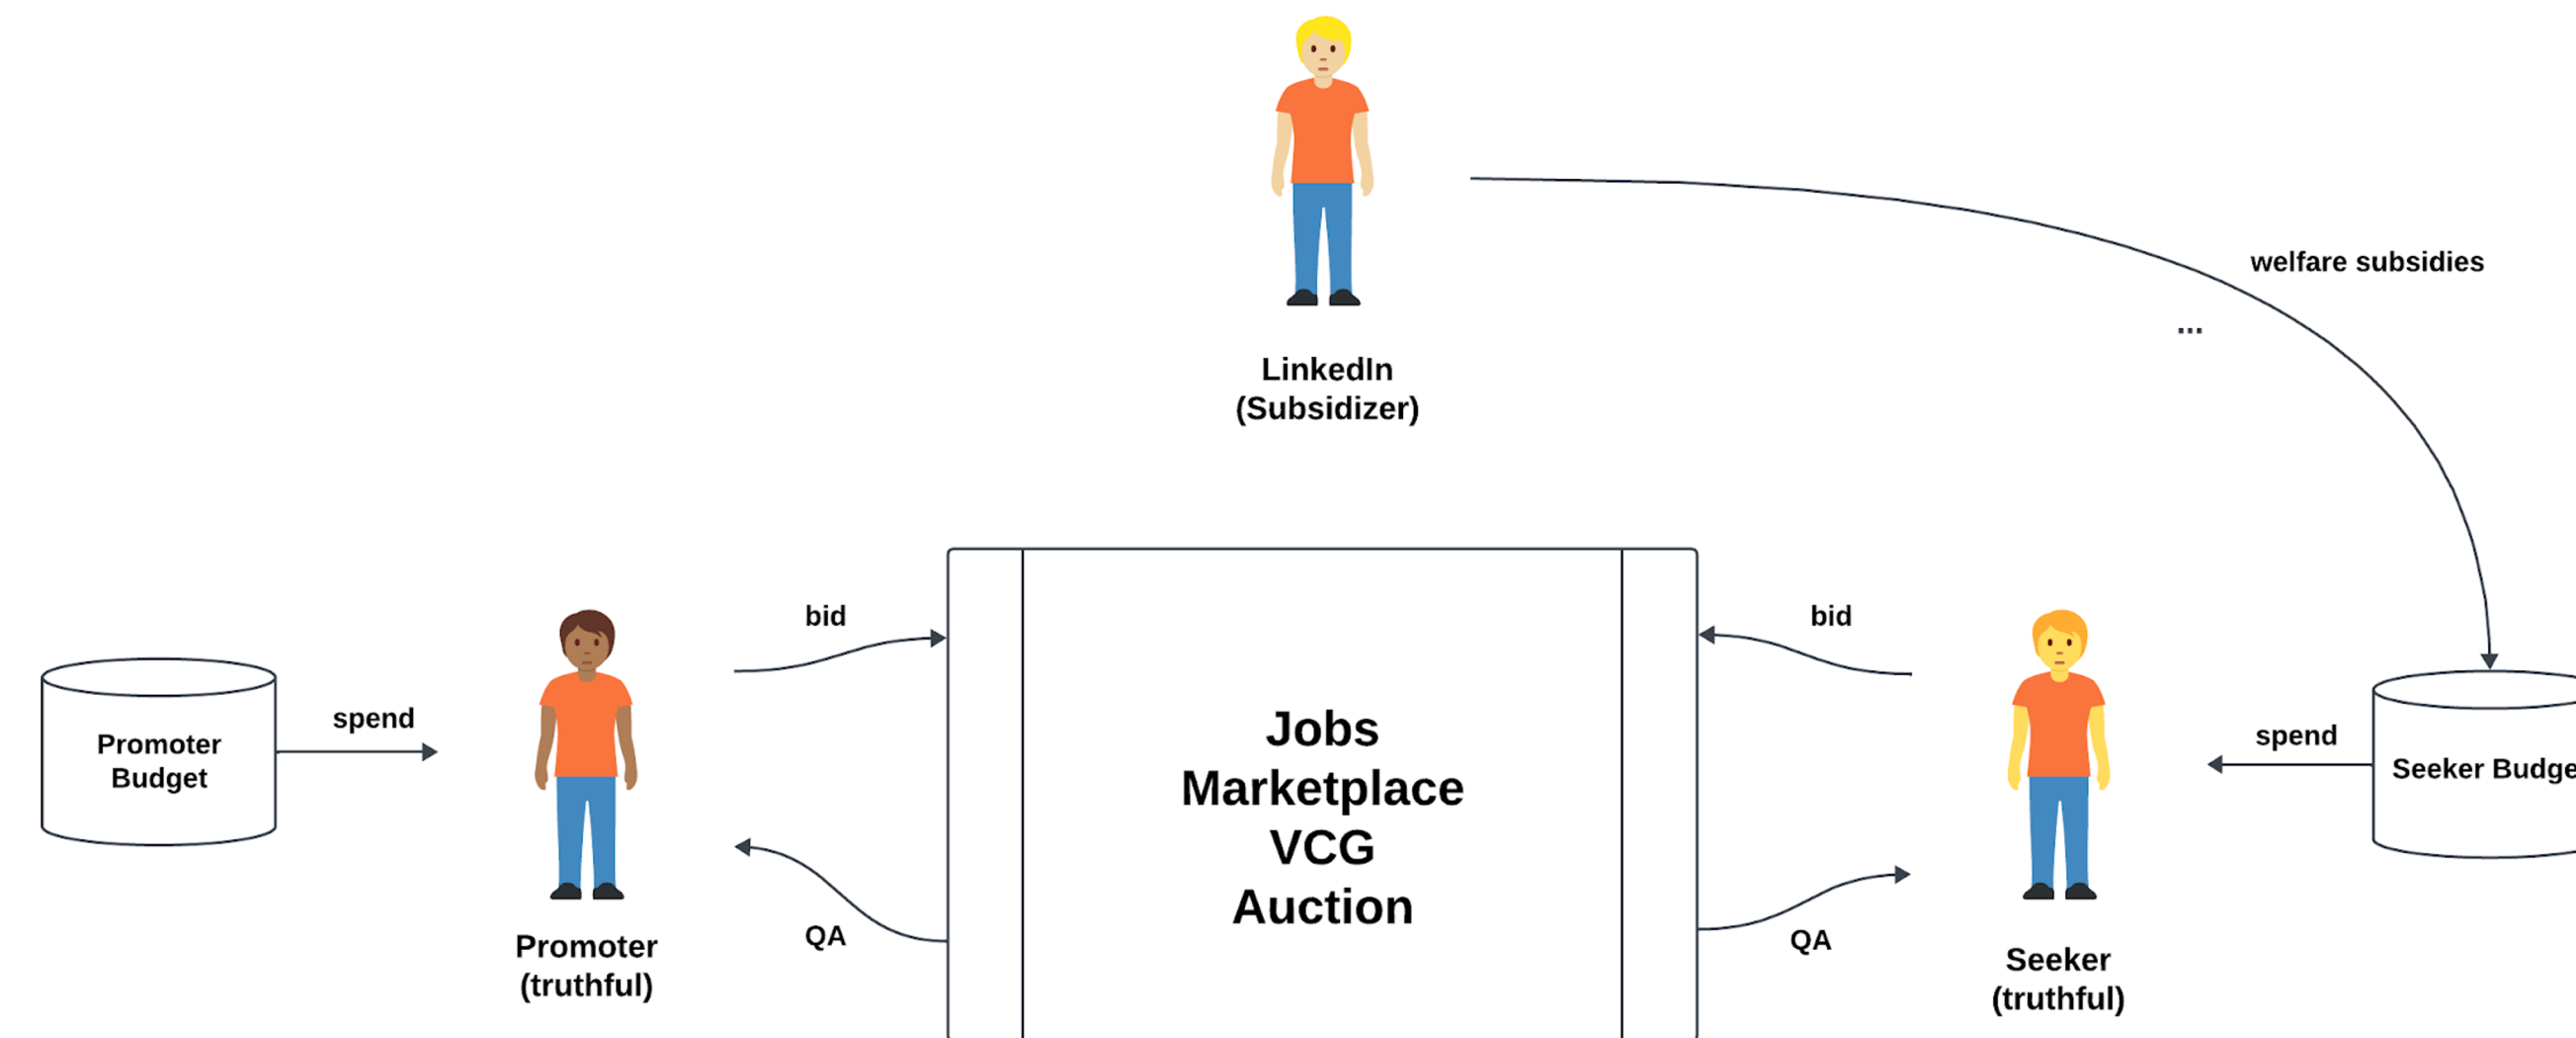 welfare subsidies
...
LinkedIn
(Subsidizer)
bid
bid
spend
Promoter
Budget
spend
Seeker Budge
Jobs
Marketplace
VCG
Auction
QA
QA
Promoter
(truthful)
Seeker
(truthful)